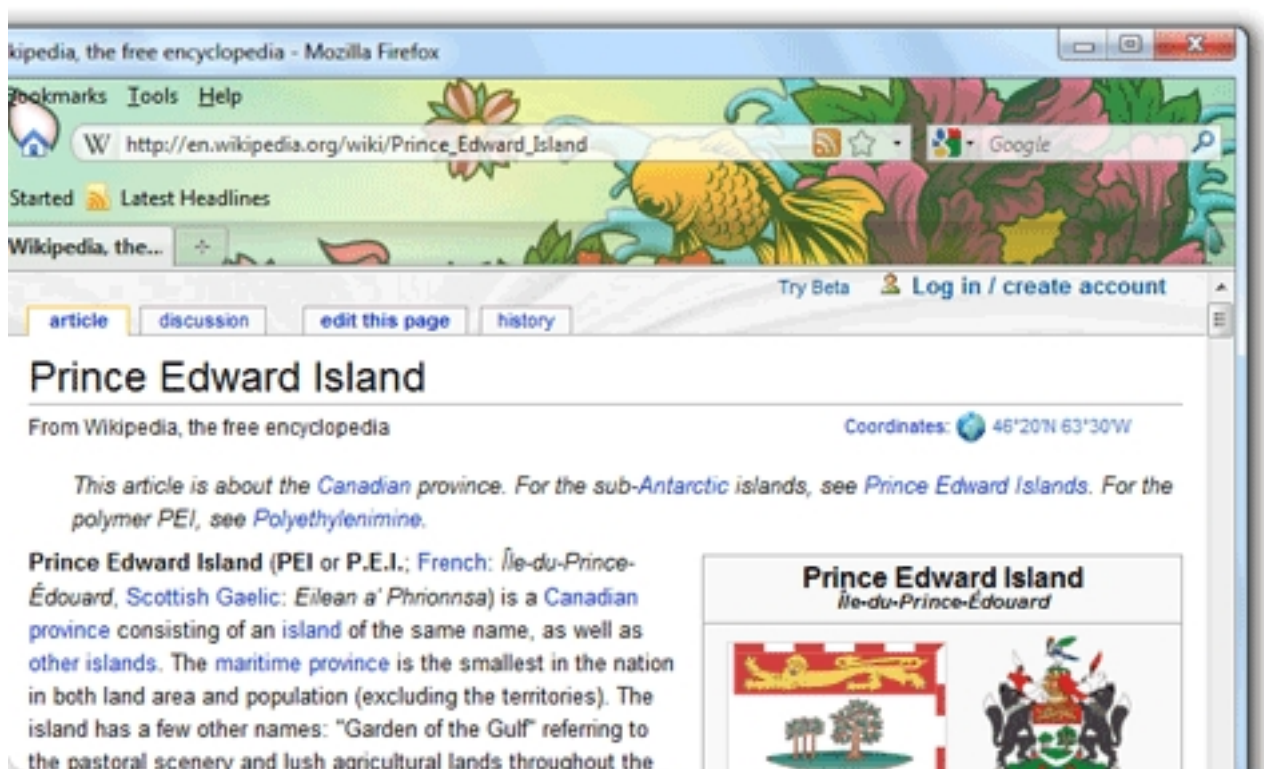 kipedia, the free encyclopedia - Mozilla Firefox
Bookmarks Tools Help
W http://en.wikipedia.org/wiki/Prince_Edward_Island Google
Started Latest Headlines
Wikipedia, the...
Try Beta Log in / create account
article discussion edit this page history
Prince Edward Island
From Wikipedia, the free encyclopedia
Coordinates: 46°20'N 63°30'W
This article is about the Canadian province. For the sub-Antarctic islands, see Prince Edward Islands. For the
polymer PEI, see Polyethylenimine.
Prince Edward Island (PEI or P.E.I.; French: Île-du-Prince-
Édouard, Scottish Gaelic: Eilean a' Phrionnsa) is a Canadian
province consisting of an island of the same name, as well as
other islands. The maritime province is the smallest in the nation
in both land area and population (excluding the territories). The
island has a few other names: "Garden of the Gulf" referring to
the pastoral scenery and lush agricultural lands throughout the
Prince Edward Island
Île-du-Prince-Édouard